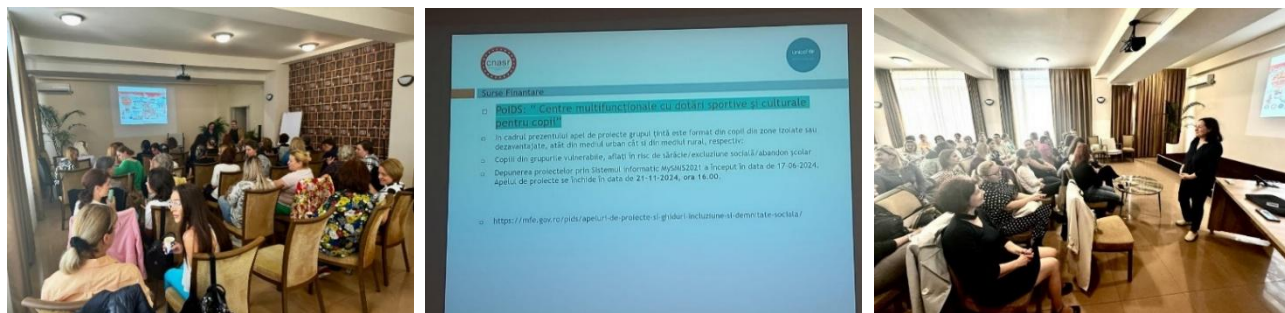 cnasr
unicef
Surse Finantare
PoIDS: " Centre multifuncționale cu dotări sportive și culturale
pentru copii"
În cadrul prezentului apel de proiecte grupul țintă este format din copii din zone izolate sau
dezavantajate, atât din mediul urban cât și din mediul rural, respectiv:
Copiii din grupurile vulnerabile, aflați în risc de sărăcie/excluziune socială/abandon școlar
Depunerea proiectelor prin Sistemul informatic MySMIS2021 a început în data de 17-06-2024.
Apelul de proiecte se închide în data de 21-11-2024, ora 16.00.
https://mfe.gov.ro/pids/apeluri-de-proiecte-si-ghiduri-incluziune-si-demnitate-sociala/